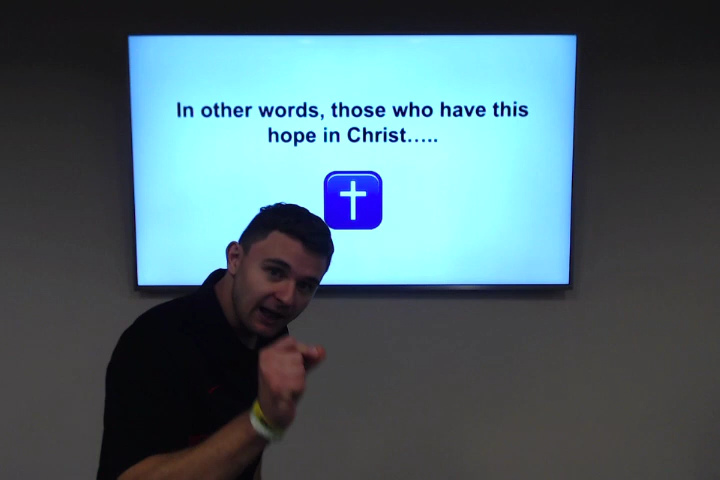 In other words, those who have this
hope in Christ…..